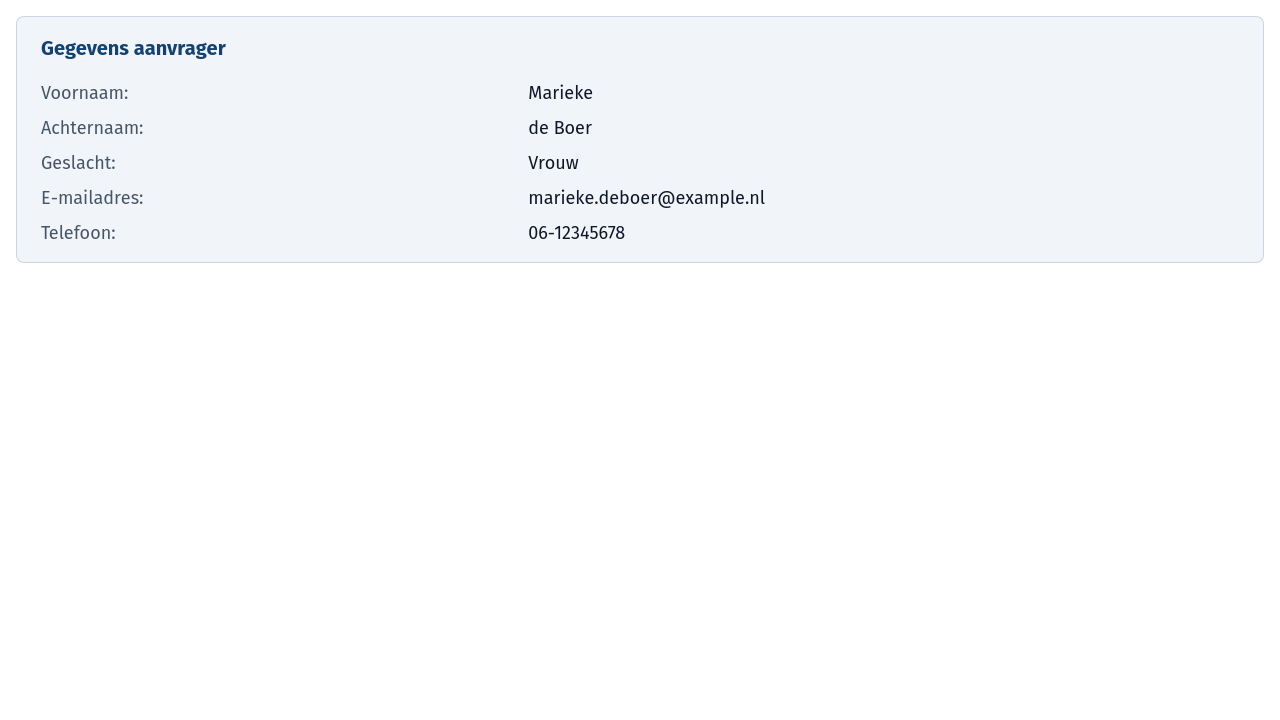 Gegevens aanvrager
Voornaam: Marieke
Achternaam: de Boer
Geslacht: Vrouw
E-mailadres: marieke.deboer@example.nl
Telefoon: 06-12345678